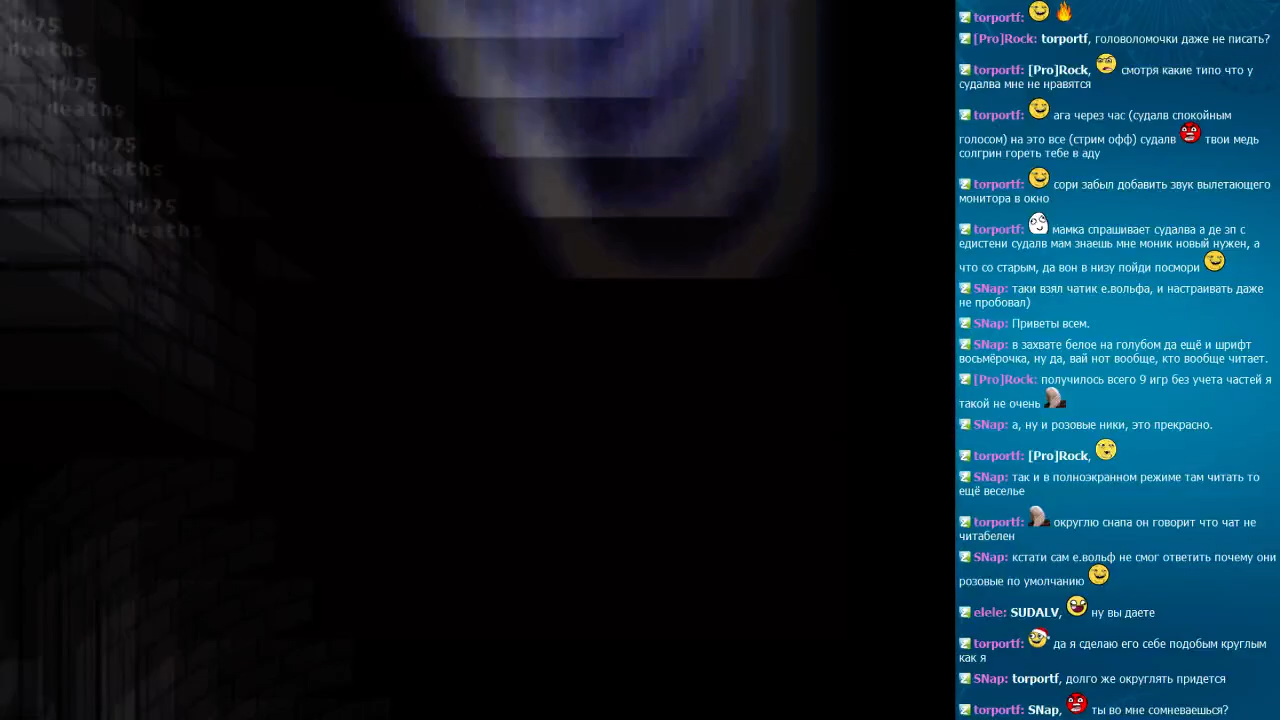 1975
deaths
1975
deaths
1975
deaths
1975
deaths
torportf:
[Pro]Rock: torportf, головоломочки даже не писать?
torportf: [Pro]Rock, смотря какие типо что у
судалва мне не нравятся
torportf: ага через час (судалв спокойным
голосом) на это все (стрим офф) судалв твои медь
солгрин гореть тебе в аду
torportf: сори забыл добавить звук вылетающего
монитора в окно
torportf: мамка спрашивает судалва а де зп с
едистени судалв мам знаешь мне моник новый нужен, а
что со старым, да вон в низу пойди посмори
SNap: таки взял чатик е.вольфа, и настраивать даже
не пробовал)
SNap: Приветы всем.
SNap: в захвате белое на голубом да ещё и шрифт
восьмёрочка, ну да, вай нот вообще, кто вообще читает.
[Pro]Rock: получилось всего 9 игр без учета частей я
такой не очень
SNap: а, ну и розовые ники, это прекрасно.
torportf: [Pro]Rock,
SNap: так и в полноэкранном режиме там читать то
ещё веселье
torportf: округлю снапа он говорит что чат не
читабелен
SNap: кстати сам е.вольф не смог ответить почему они
розовые по умолчанию
elele: SUDALV, ну вы даете
torportf: да я сделаю его себе подобым круглым
как я
SNap: torportf, долго же округлять придется
torportf: SNap, ты во мне сомневаешься?